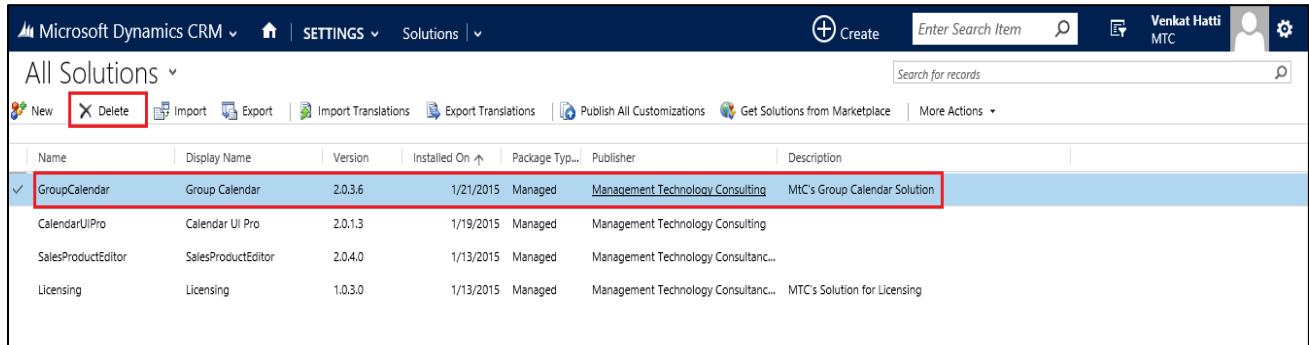 Microsoft Dynamics CRM SETTINGS Solutions Create Enter Search Item Venkat Hatti
MTC
All Solutions Search for records
New Delete Import Export Import Translations Export Translations Publish All Customizations Get Solutions from Marketplace More Actions
Name Display Name Version Installed On Package Typ... Publisher Description
GroupCalendar Group Calendar 2.0.3.6 1/21/2015 Managed Management Technology Consulting MtC's Group Calendar Solution
CalendarUIPro Calendar UI Pro 2.0.1.3 1/19/2015 Managed Management Technology Consulting
SalesProductEditor SalesProductEditor 2.0.4.0 1/13/2015 Managed Management Technology Consultanc...
Licensing Licensing 1.0.3.0 1/13/2015 Managed Management Technology Consultanc... MTC's Solution for Licensing